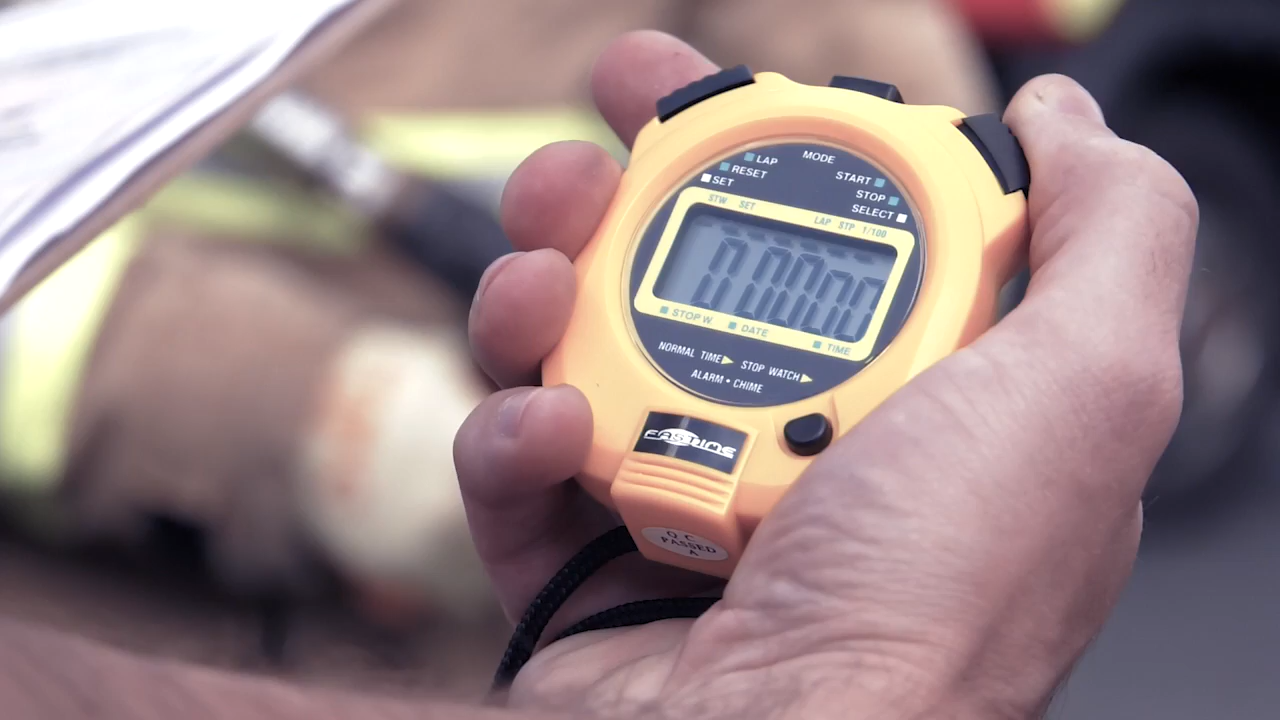 MODE
LAP
RESET
SET
START
STOP
SELECT
STW SET
LAP STP 1/100
0:00:00
STOP W
DATE
TIME
NORMAL TIME
STOP WATCH
ALARM • CHIME
FASTIME
Q C
PASSED
A